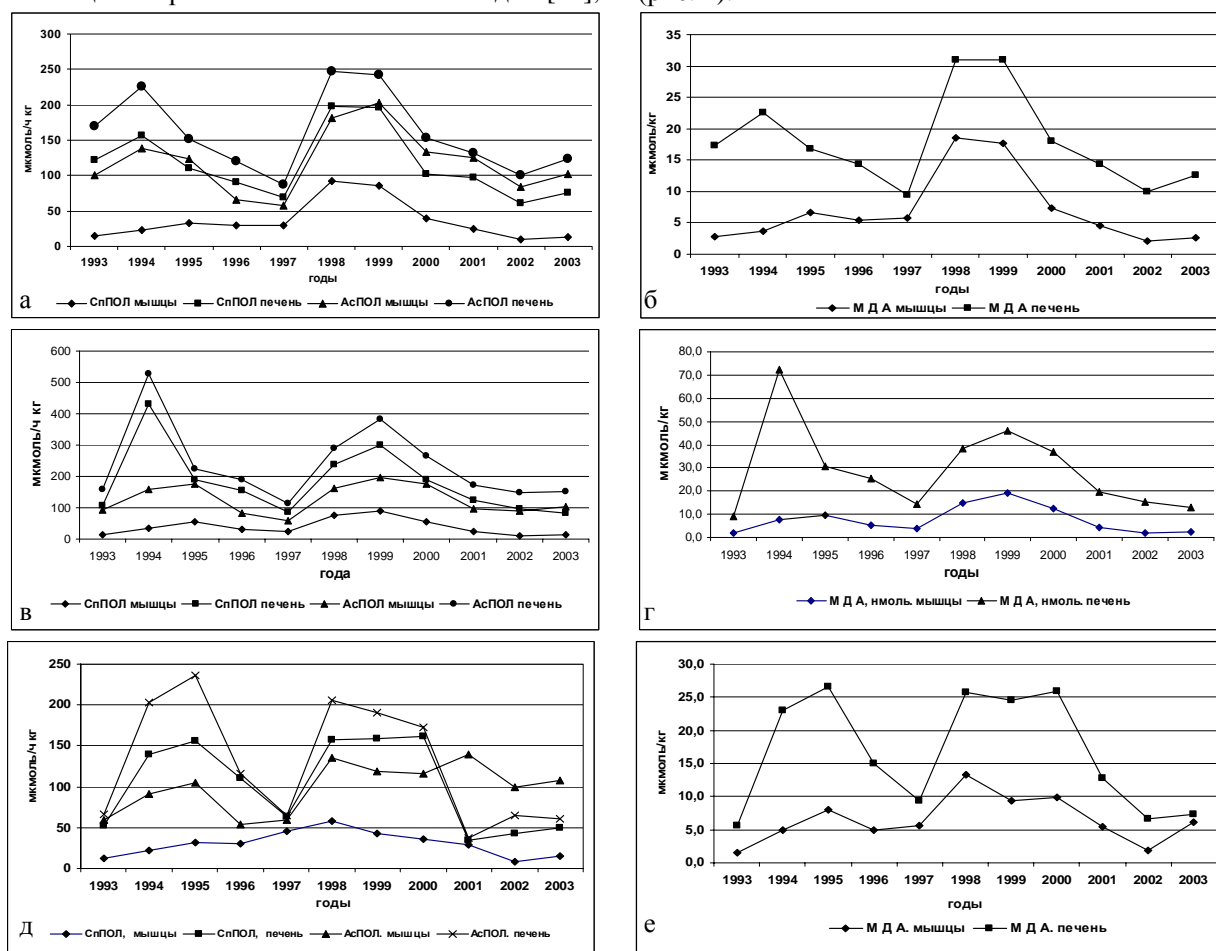 300
250
200
150
100
50
0
мкмоль/ч кг
1993 1994 1995 1996 1997 1998 1999 2000 2001 2002 2003
годы
СпПОЛ мышцы СпПОЛ печень АсПОЛ мышцы АсПОЛ печень
а
35
30
25
20
15
10
5
0
мкмоль/кг
1993 1994 1995 1996 1997 1998 1999 2000 2001 2002 2003
годы
М Д А мышцы М Д А печень
б
600
500
400
300
200
100
0
мкмоль/ч кг
1993 1994 1995 1996 1997 1998 1999 2000 2001 2002 2003
года
СпПОЛ мышцы СпПОЛ печень АсПОЛ мышцы АсПОЛ печень
в
80,0
70,0
60,0
50,0
40,0
30,0
20,0
10,0
0,0
мкмоль/кг
1993 1994 1995 1996 1997 1998 1999 2000 2001 2002 2003
годы
М Д А, нмоль. мышцы М Д А, нмоль. печень
г
250
200
150
100
50
0
мкмоль/ч кг
1993 1994 1995 1996 1997 1998 1999 2000 2001 2002 2003
годы
СпПОЛ, мышцы СпПОЛ, печень АсПОЛ. мышцы АсПОЛ. печень
д
30,0
25,0
20,0
15,0
10,0
5,0
0,0
мкмоль/кг
1993 1994 1995 1996 1997 1998 1999 2000 2001 2002 2003
годы
М Д А. мышцы М Д А. печень
е